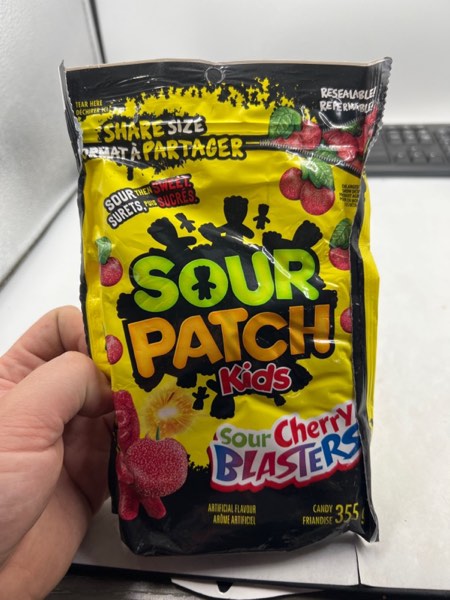 TEAR HERE
RESEALABLE
REFERMABLE
SHARE SIZE
FORMAT À PARTAGER
SOUR THEN SWEET.
SURETS, PUIS SUCRÉS.
SOUR
PATCH
Kids
Sour Cherry
BLASTERS
ARTIFICIAL FLAVOUR
ARÔME ARTIFICIEL
CANDY
FRIANDISE
355 g